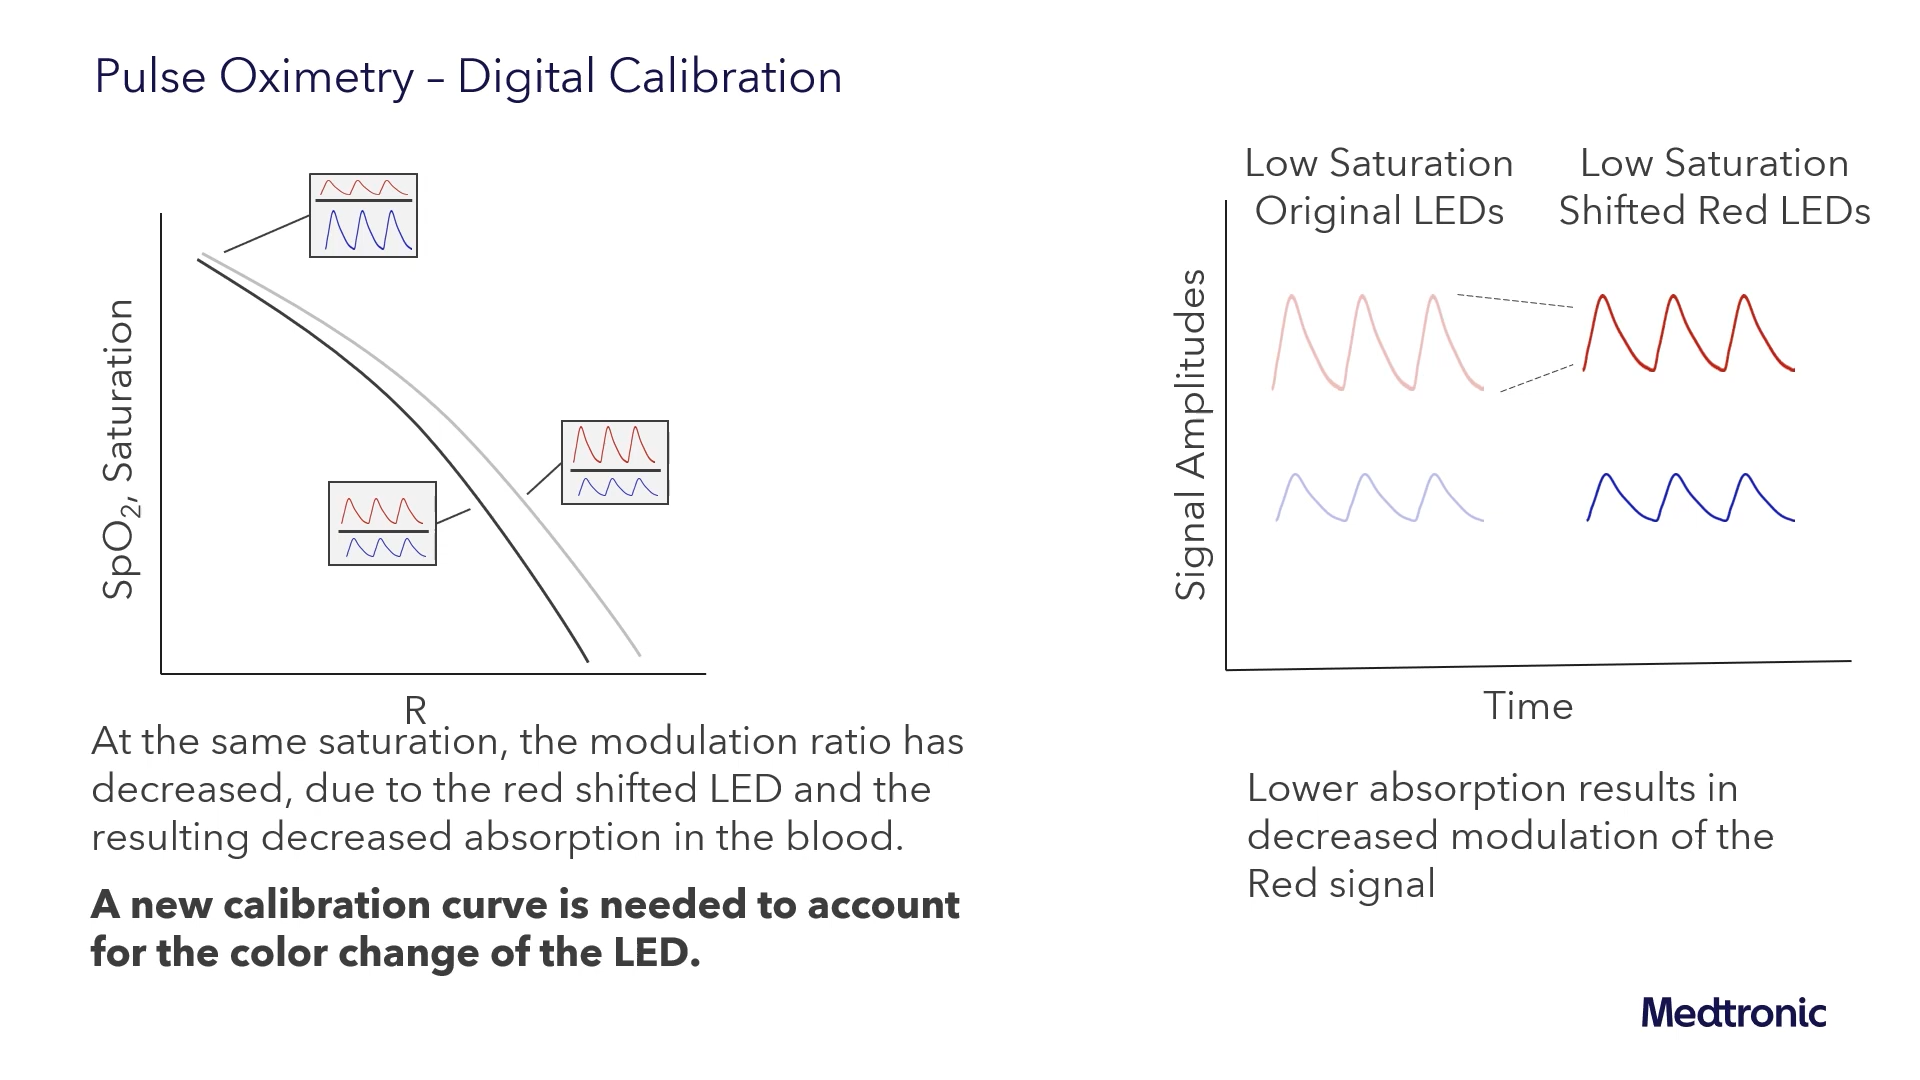 Pulse Oximetry – Digital Calibration
SpO2, Saturation
R
At the same saturation, the modulation ratio has
decreased, due to the red shifted LED and the
resulting decreased absorption in the blood.
A new calibration curve is needed to account
for the color change of the LED.
Low Saturation
Original LEDs
Low Saturation
Shifted Red LEDs
Signal Amplitudes
Time
Lower absorption results in
decreased modulation of the
Red signal
Medtronic